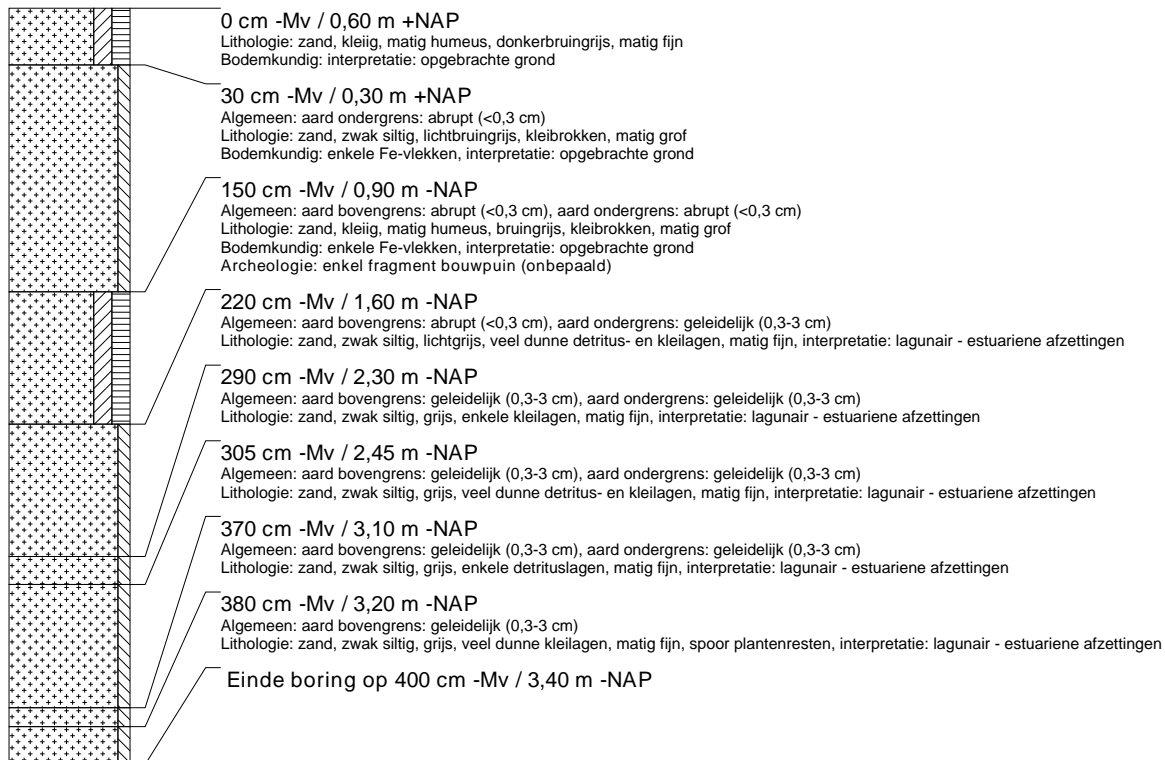 0 cm -Mv / 0,60 m +NAP
Lithologie: zand, kleiig, matig humeus, donkerbruingrijs, matig fijn
Bodemkundig: interpretatie: opgebrachte grond
30 cm -Mv / 0,30 m +NAP
Algemeen: aard ondergrens: abrupt (<0,3 cm)
Lithologie: zand, zwak siltig, lichtbruingrijs, kleibrokken, matig grof
Bodemkundig: enkele Fe-vlekken, interpretatie: opgebrachte grond
150 cm -Mv / 0,90 m -NAP
Algemeen: aard bovengrens: abrupt (<0,3 cm), aard ondergrens: abrupt (<0,3 cm)
Lithologie: zand, kleiig, matig humeus, bruingrijs, kleibrokken, matig grof
Bodemkundig: enkele Fe-vlekken, interpretatie: opgebrachte grond
Archeologie: enkel fragment bouwpuin (onbepaald)
220 cm -Mv / 1,60 m -NAP
Algemeen: aard bovengrens: abrupt (<0,3 cm), aard ondergrens: geleidelijk (0,3-3 cm)
Lithologie: zand, zwak siltig, lichtgrijs, veel dunne detritus- en kleilagen, matig fijn, interpretatie: lagunair - estuariene afzettingen
290 cm -Mv / 2,30 m -NAP
Algemeen: aard bovengrens: geleidelijk (0,3-3 cm), aard ondergrens: geleidelijk (0,3-3 cm)
Lithologie: zand, zwak siltig, grijs, enkele kleilagen, matig fijn, interpretatie: lagunair - estuariene afzettingen
305 cm -Mv / 2,45 m -NAP
Algemeen: aard bovengrens: geleidelijk (0,3-3 cm), aard ondergrens: geleidelijk (0,3-3 cm)
Lithologie: zand, zwak siltig, grijs, veel dunne detritus- en kleilagen, matig fijn, interpretatie: lagunair - estuariene afzettingen
370 cm -Mv / 3,10 m -NAP
Algemeen: aard bovengrens: geleidelijk (0,3-3 cm), aard ondergrens: geleidelijk (0,3-3 cm)
Lithologie: zand, zwak siltig, grijs, enkele detrituslagen, matig fijn, interpretatie: lagunair - estuariene afzettingen
380 cm -Mv / 3,20 m -NAP
Algemeen: aard bovengrens: geleidelijk (0,3-3 cm)
Lithologie: zand, zwak siltig, grijs, veel dunne kleilagen, matig fijn, spoor plantenresten, interpretatie: lagunair - estuariene afzettingen
Einde boring op 400 cm -Mv / 3,40 m -NAP